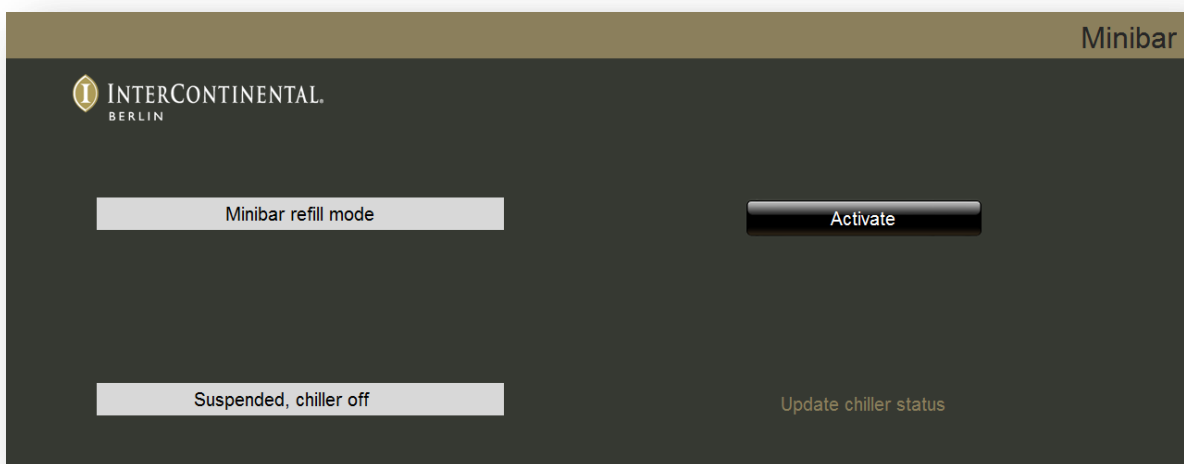 Minibar
INTERCONTINENTAL.
BERLIN
Minibar refill mode
Activate
Suspended, chiller off
Update chiller status